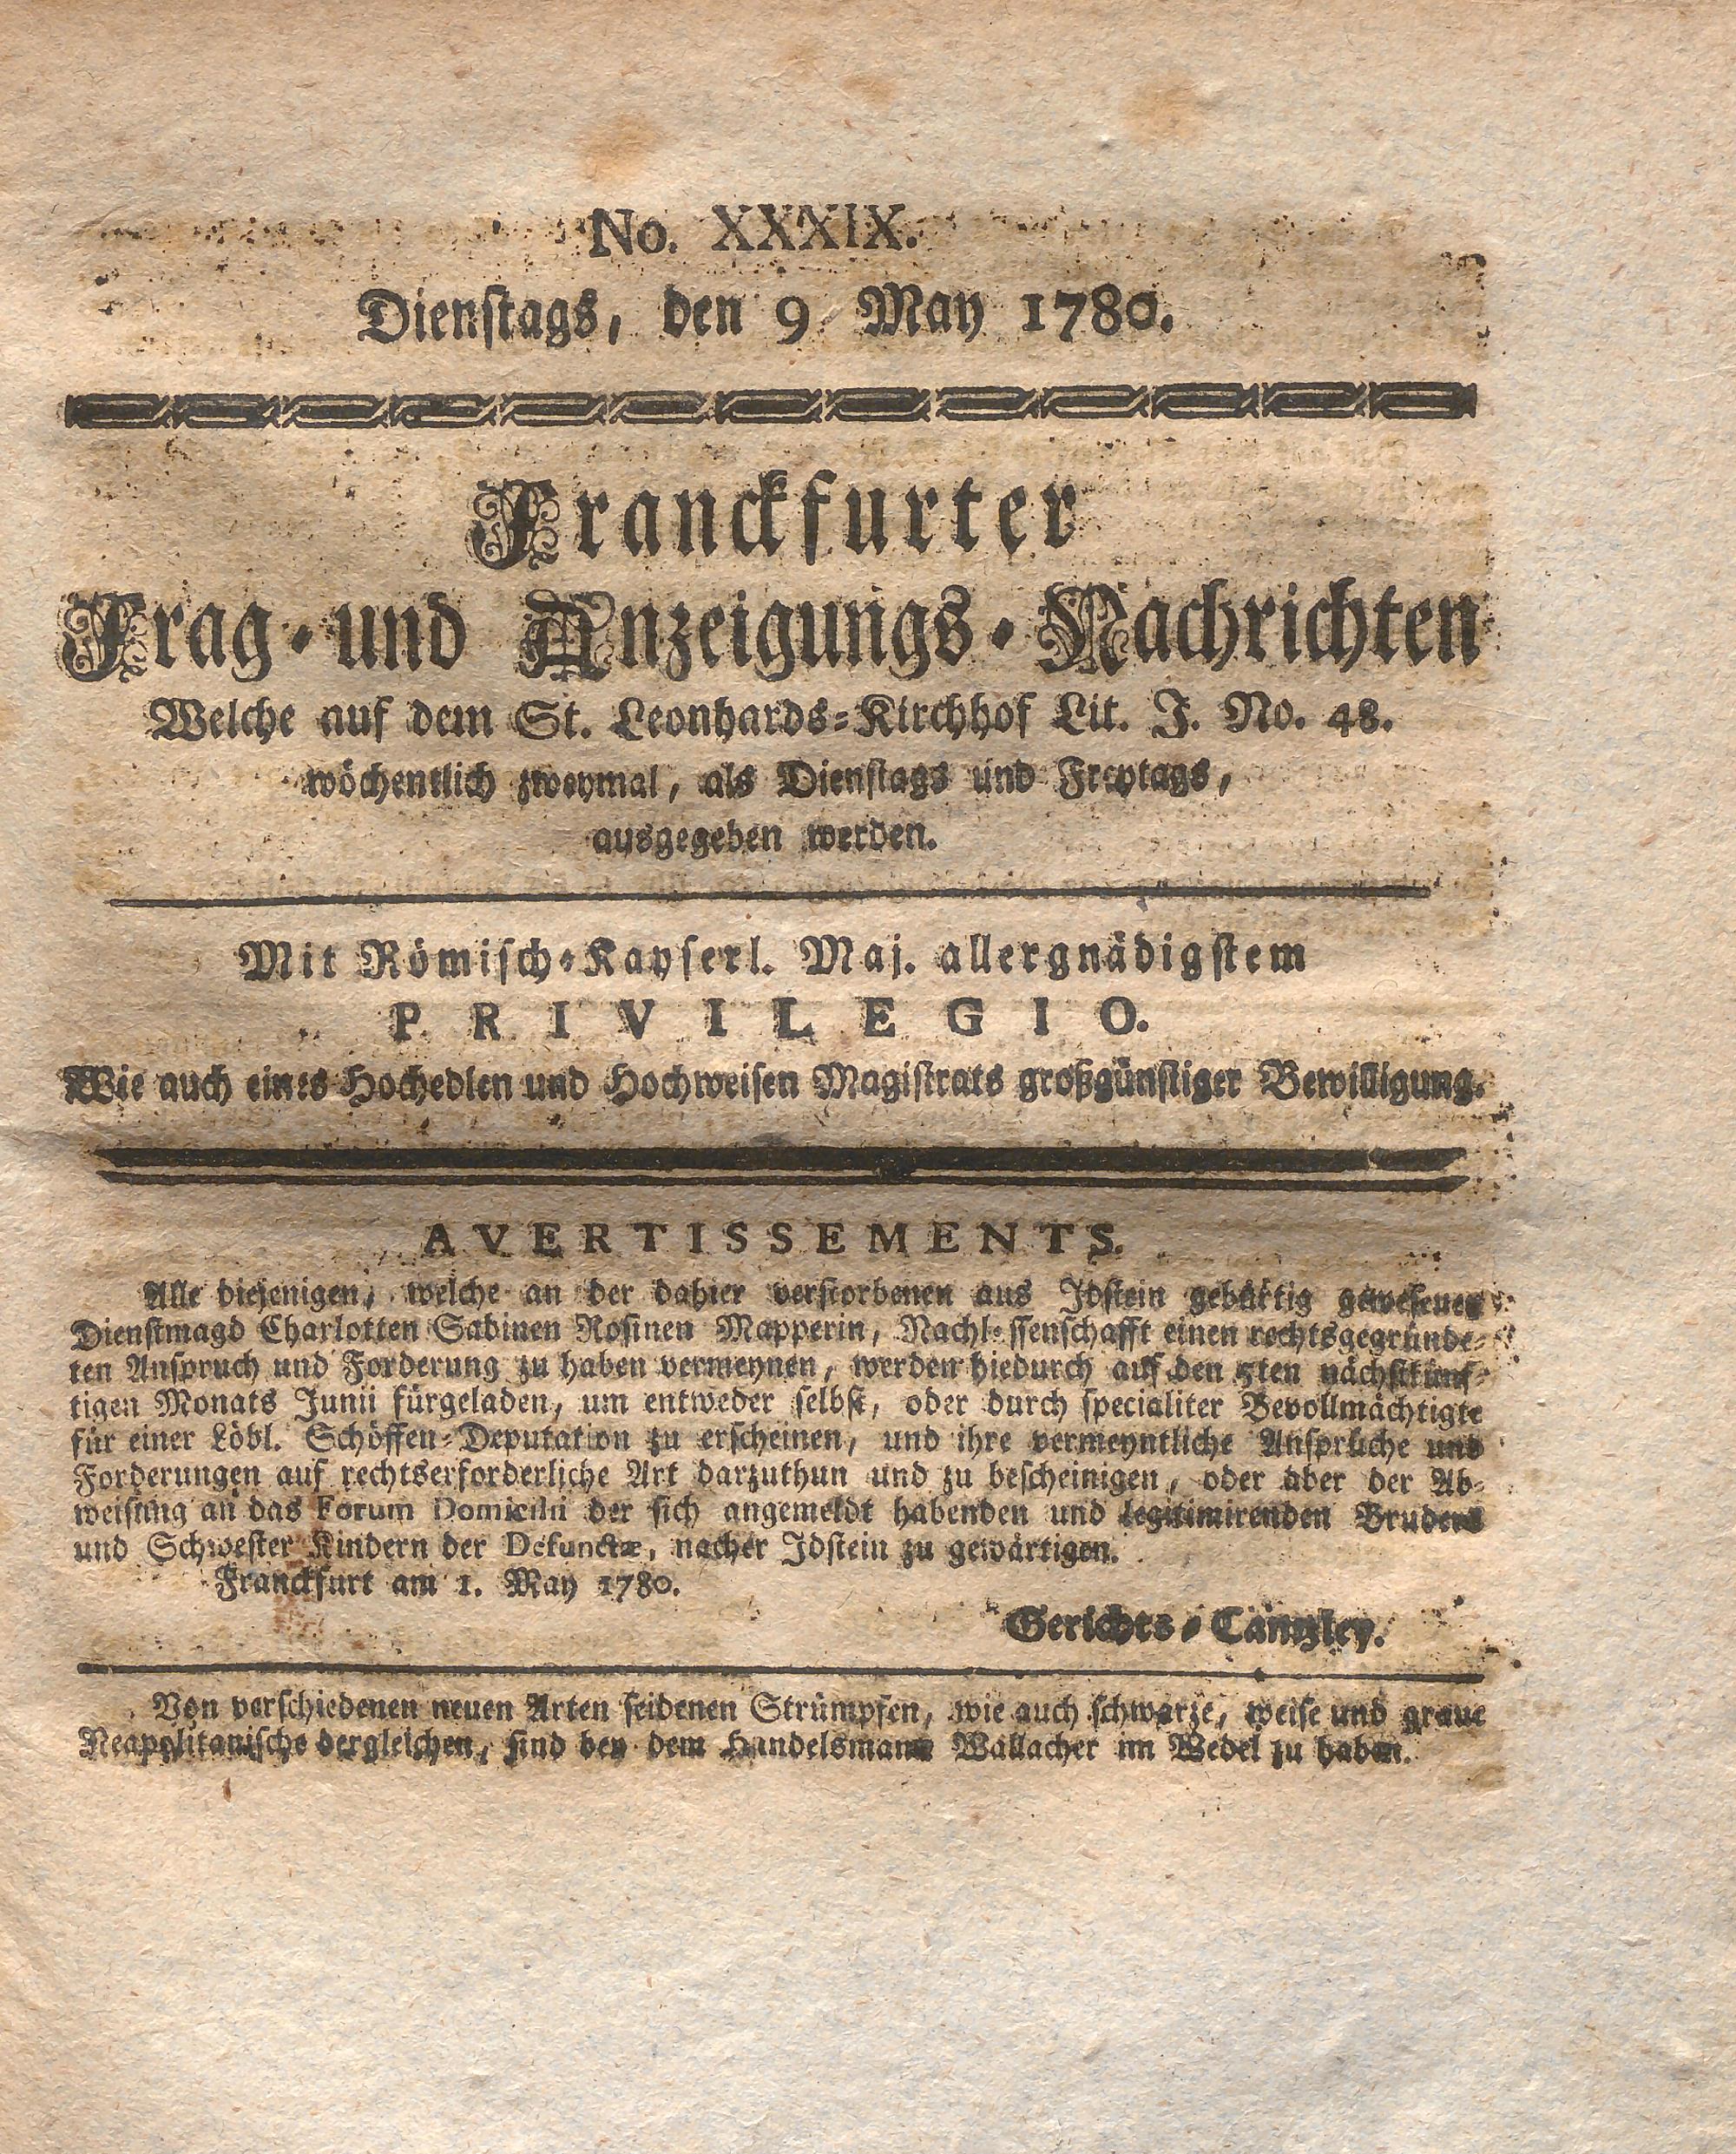 No. XXXIX.
Dienstags, den 9 May 1780.
Franckfurter
Frag- und Anzeigungs-Nachrichten
Welche auf dem St. Leonhards-Kirchhof Lit. J. No. 48.
wöchentlich zweymal, als Dienstags und Freytags,
ausgegeben werden.
Mit Römisch-Kayserl. Maj. allergnädigstem
PRIVILEGIO.
Wie auch eines Hochedlen und Hochweisen Magistrats großgünstiger Bewilligung.
AVERTISSEMENTS.
Alle diejenigen, welche an der dahier verstorbenen aus Idstein gebürtig gewesenen
Dienstmagd Charlotten Sabinen Rosinen Mapperin, Nachlassenschafft einen rechtsgegründe-
ten Anspruch und Forderung zu haben vermeynen, werden hiedurch auf den 5ten nächstkünf-
tigen Monats Junii fürgeladen, um entweder selbst, oder durch specialiter Bevollmächtigte
für einer Löbl. Schöffen-Deputation zu erscheinen, und ihre vermeyntliche Ansprüche und
Forderungen auf rechtserforderliche Art darzuthun und zu bescheinigen, oder aber der Ab-
weisung an das Forum Domicilii der sich angemeldt habenden und legitimirenden Bruders
und Schwester Kindern der Defunctæ, nacher Idstein zu gewärtigen.
Franckfurt am 1. May 1780.
Gerichts-Cantzley.
Von verschiedenen neuen Arten seidenen Strümpfen, wie auch schwarze, weise und graue
Neapolitanische dergleichen, sind bey dem Handelsmann Wallacher im Wedel zu haben.